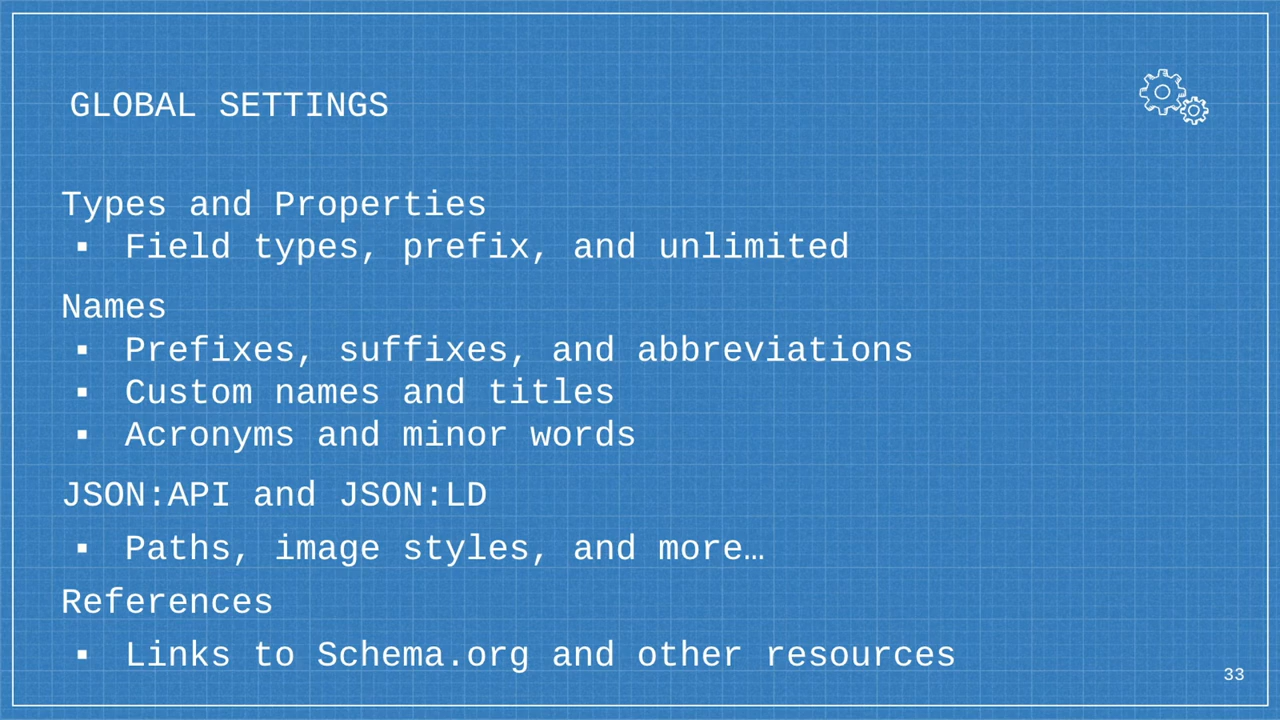 GLOBAL SETTINGS
Types and Properties
▪ Field types, prefix, and unlimited
Names
▪ Prefixes, suffixes, and abbreviations
▪ Custom names and titles
▪ Acronyms and minor words
JSON:API and JSON:LD
▪ Paths, image styles, and more…
References
▪ Links to Schema.org and other resources
33